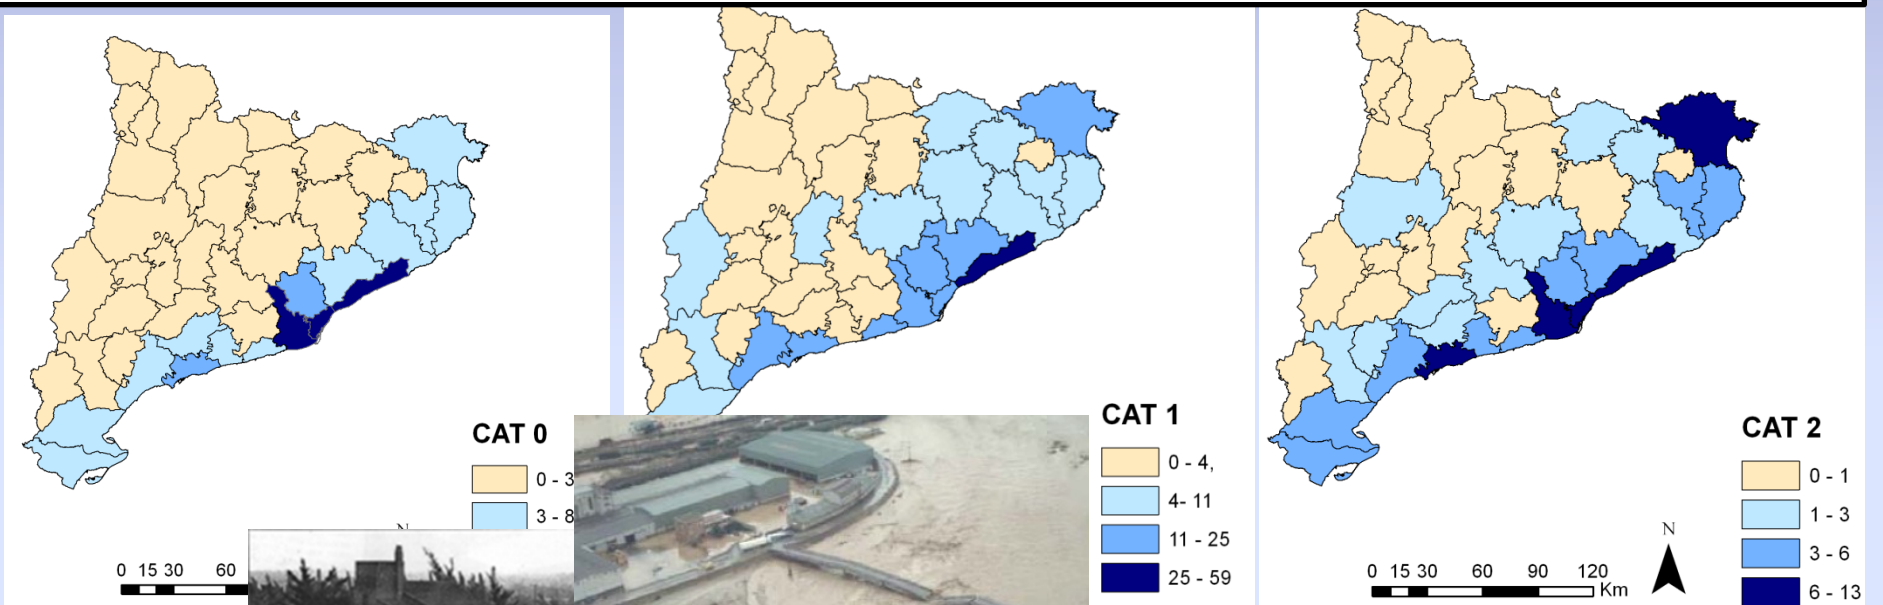 CAT 0
0 - 3
3 - 8
0 15 30 60
CAT 1
0 - 4,
4- 11
11 - 25
25 - 59
CAT 2
0 - 1
1 - 3
3 - 6
6 - 13
N
0 15 30 60 90 120
Km